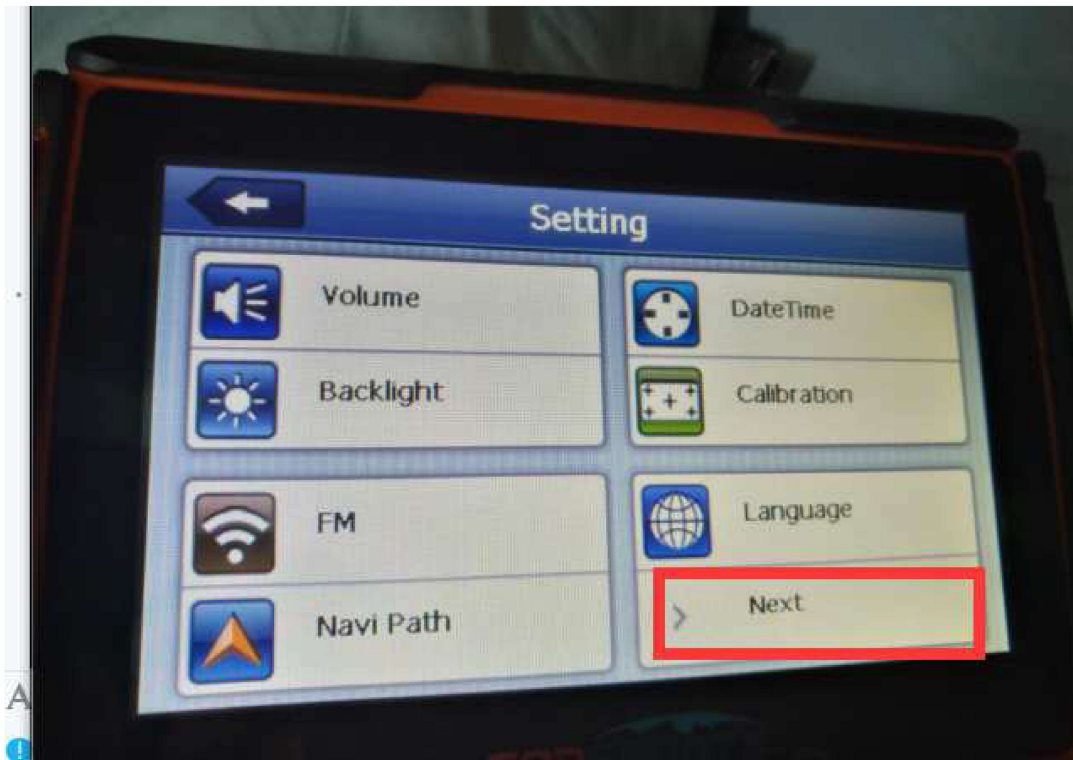 Setting
Volume
Backlight
FM
Navi Path
DateTime
Calibration
Language
Next
A